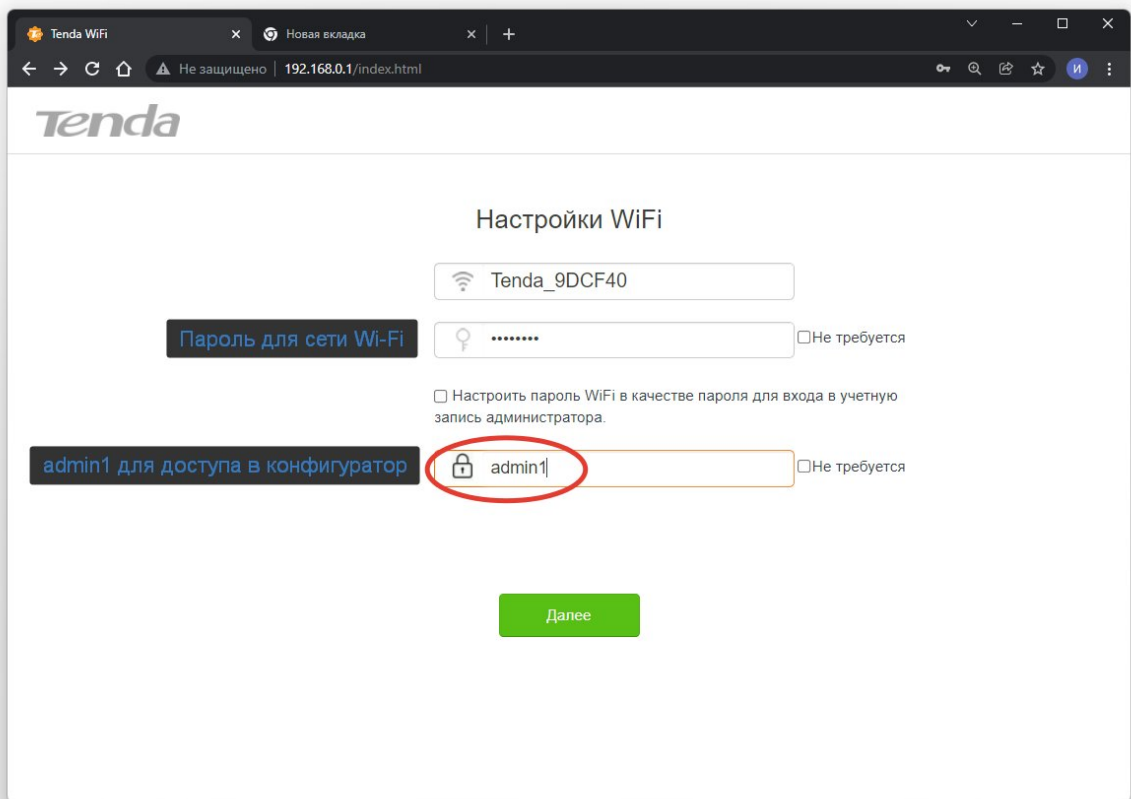 Tenda WiFi
Новая вкладка
Не защищено | 192.168.0.1/index.html
И
Tenda
Настройки WiFi
Tenda_9DCF40
Пароль для сети Wi-Fi
•••••••• Не требуется
Настроить пароль WiFi в качестве пароля для входа в учетную
запись администратора.
admin1 для доступа в конфигуратор
admin1 Не требуется
Далее